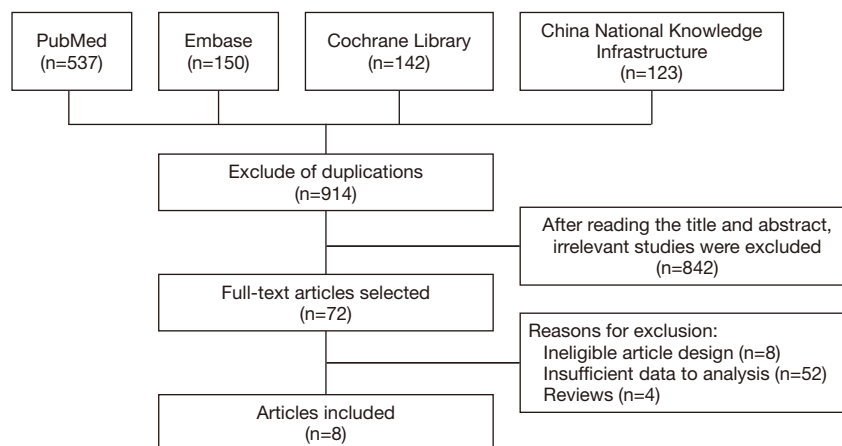 PubMed
(n=537)
Embase
(n=150)
Cochrane Library
(n=142)
China National Knowledge
Infrastructure
(n=123)
Exclude of duplications
(n=914)
After reading the title and abstract,
irrelevant studies were excluded
(n=842)
Full-text articles selected
(n=72)
Reasons for exclusion:
Ineligible article design (n=8)
Insufficient data to analysis (n=52)
Reviews (n=4)
Articles included
(n=8)